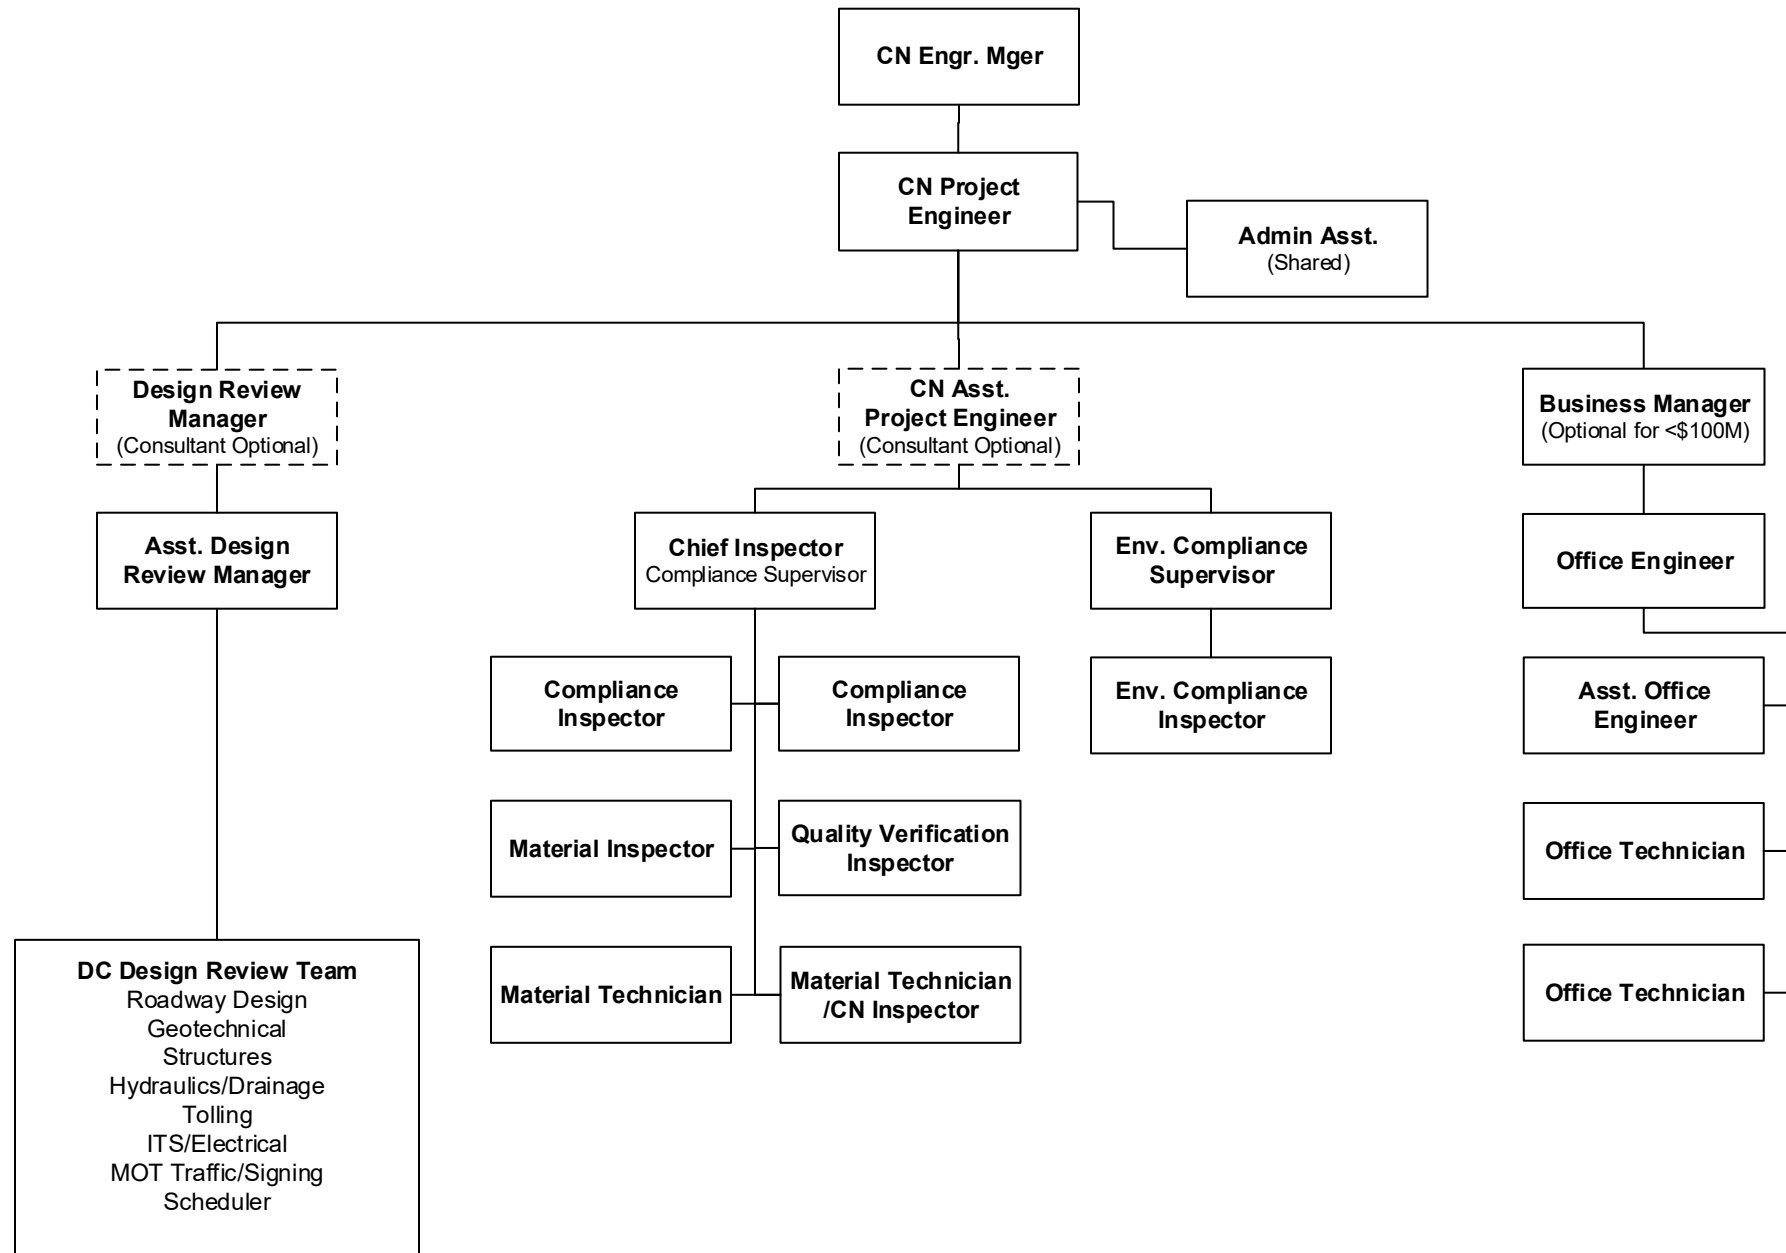 CN Engr. Mger
CN Project
Engineer
Admin Asst.
(Shared)
Design Review
Manager
(Consultant Optional)
CN Asst.
Project Engineer
(Consultant Optional)
Business Manager
(Optional for <$100M)
Asst. Design
Review Manager
Chief Inspector
Compliance Supervisor
Env. Compliance
Supervisor
Office Engineer
Compliance
Inspector
Compliance
Inspector
Env. Compliance
Inspector
Asst. Office
Engineer
Material Inspector
Quality Verification
Inspector
Office Technician
Material Technician
Material Technician
/CN Inspector
Office Technician
DC Design Review Team
Roadway Design
Geotechnical
Structures
Hydraulics/Drainage
Tolling
ITS/Electrical
MOT Traffic/Signing
Scheduler